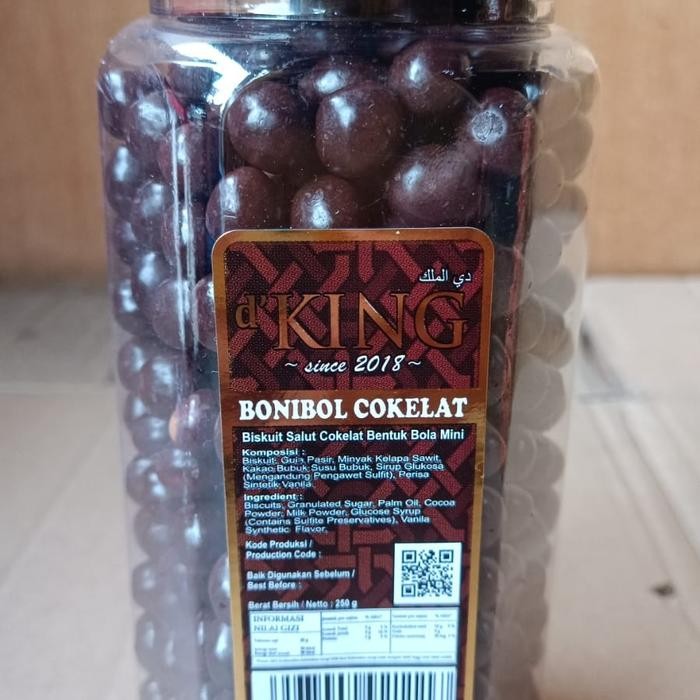 دي الملك
d'KING
~ since 2018 ~
BONIBOL COKELAT
Biskuit Salut Cokelat Bentuk Bola Mini
Komposisi :
Biskuit, Gula Pasir, Minyak Kelapa Sawit,
Kakao Bubuk, Susu Bubuk, Sirup Glukosa
(Mengandung Pengawet Sulfit), Perisa
Sintetik Vanila.
Ingredient :
Biscuits, Granulated Sugar, Palm Oil, Cocoa
Powder, Milk Powder, Glucose Syrup
(Contains Sulfite Preservatives), Vanila
Synthetic Flavor.
Kode Produksi /
Production Code :
Baik Digunakan Sebelum /
Best Before :
Berat Bersih / Netto : 250 g
INFORMASI
NILAI GIZI